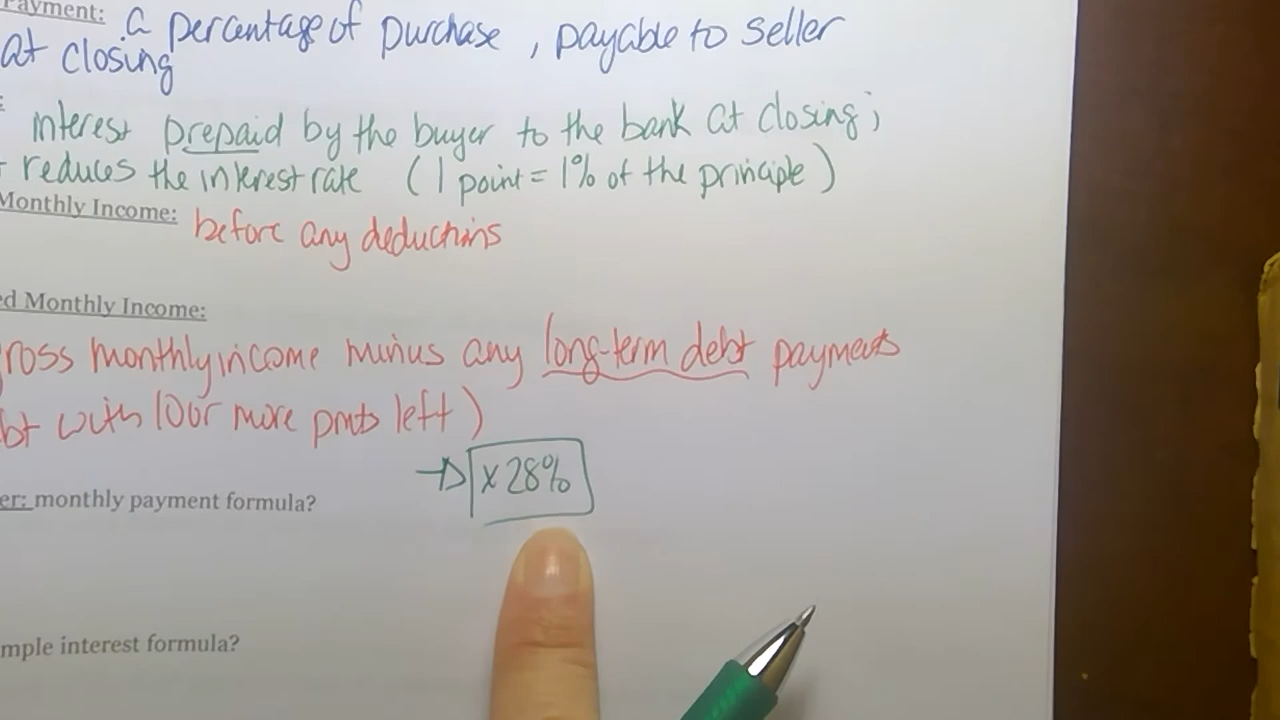 Payment: a percentage of purchase , payable to seller
at closing
: interest prepaid by the buyer to the bank at closing ;
reduces the interest rate ( 1 point = 1% of the principle )
Monthly Income: before any deductions
ed Monthly Income:
ross monthly income minus any long-term debt payments
bt with 10 or more pmts left )
→ x 28%
er: monthly payment formula?
mple interest formula?